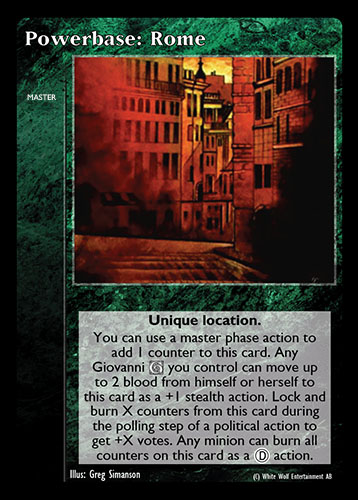 Powerbase: Rome
MASTER
Unique location.
You can use a master phase action to
add 1 counter to this card. Any
Giovanni you control can move up
to 2 blood from himself or herself to
this card as a +1 stealth action. Lock and
burn X counters from this card during
the polling step of a political action to
get +X votes. Any minion can burn all
counters on this card as a D action.
Illus: Greg Simanson
(C) White Wolf Entertainment AB